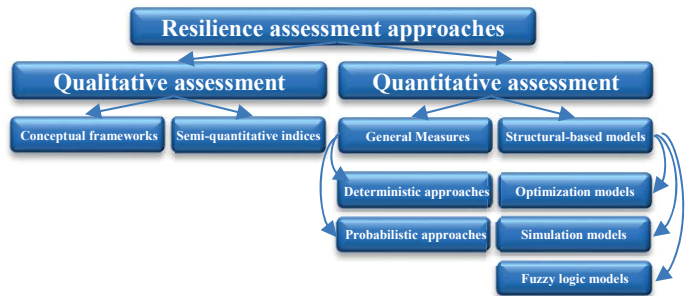 Resilience assessment approaches
Qualitative assessment
Quantitative assessment
Conceptual frameworks
Semi-quantitative indices
General Measures
Structural-based models
Deterministic approaches
Optimization models
Probabilistic approaches
Simulation models
Fuzzy logic models